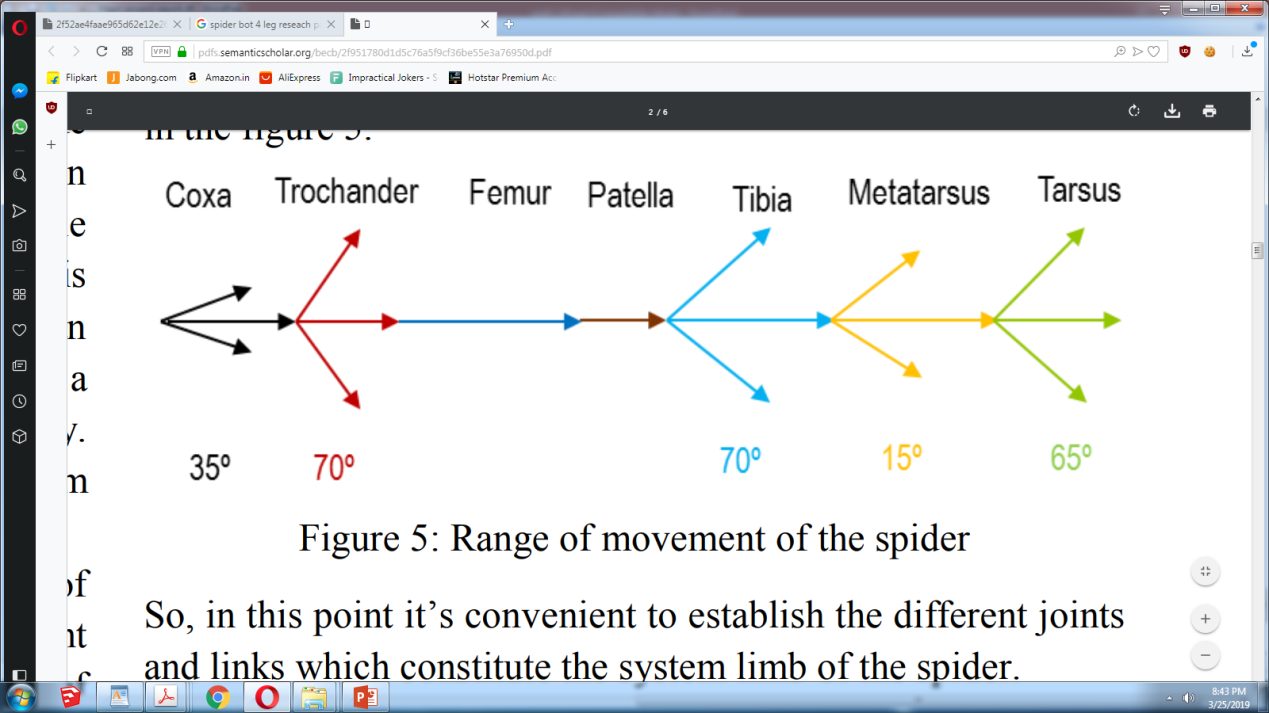 2f52ae4faae965d62e12e2
spider bot 4 leg reseach p
VPN
pdfs.semanticscholar.org/becb/2f951780d1d5c76a5f9cf36be55e3a76950d.pdf
Flipkart
Jabong.com
Amazon.in
AliExpress
Impractical Jokers - S
Hotstar Premium Acc
2 / 6
in the figure 5.
n
e
is
n
a
y.
m
of
nt
Coxa Trochander Femur Patella Tibia Metatarsus Tarsus
35º 70º 70º 15º 65º
Figure 5: Range of movement of the spider
So, in this point it’s convenient to establish the different joints
and links which constitute the system limb of the spider.
8:43 PM
3/25/2019